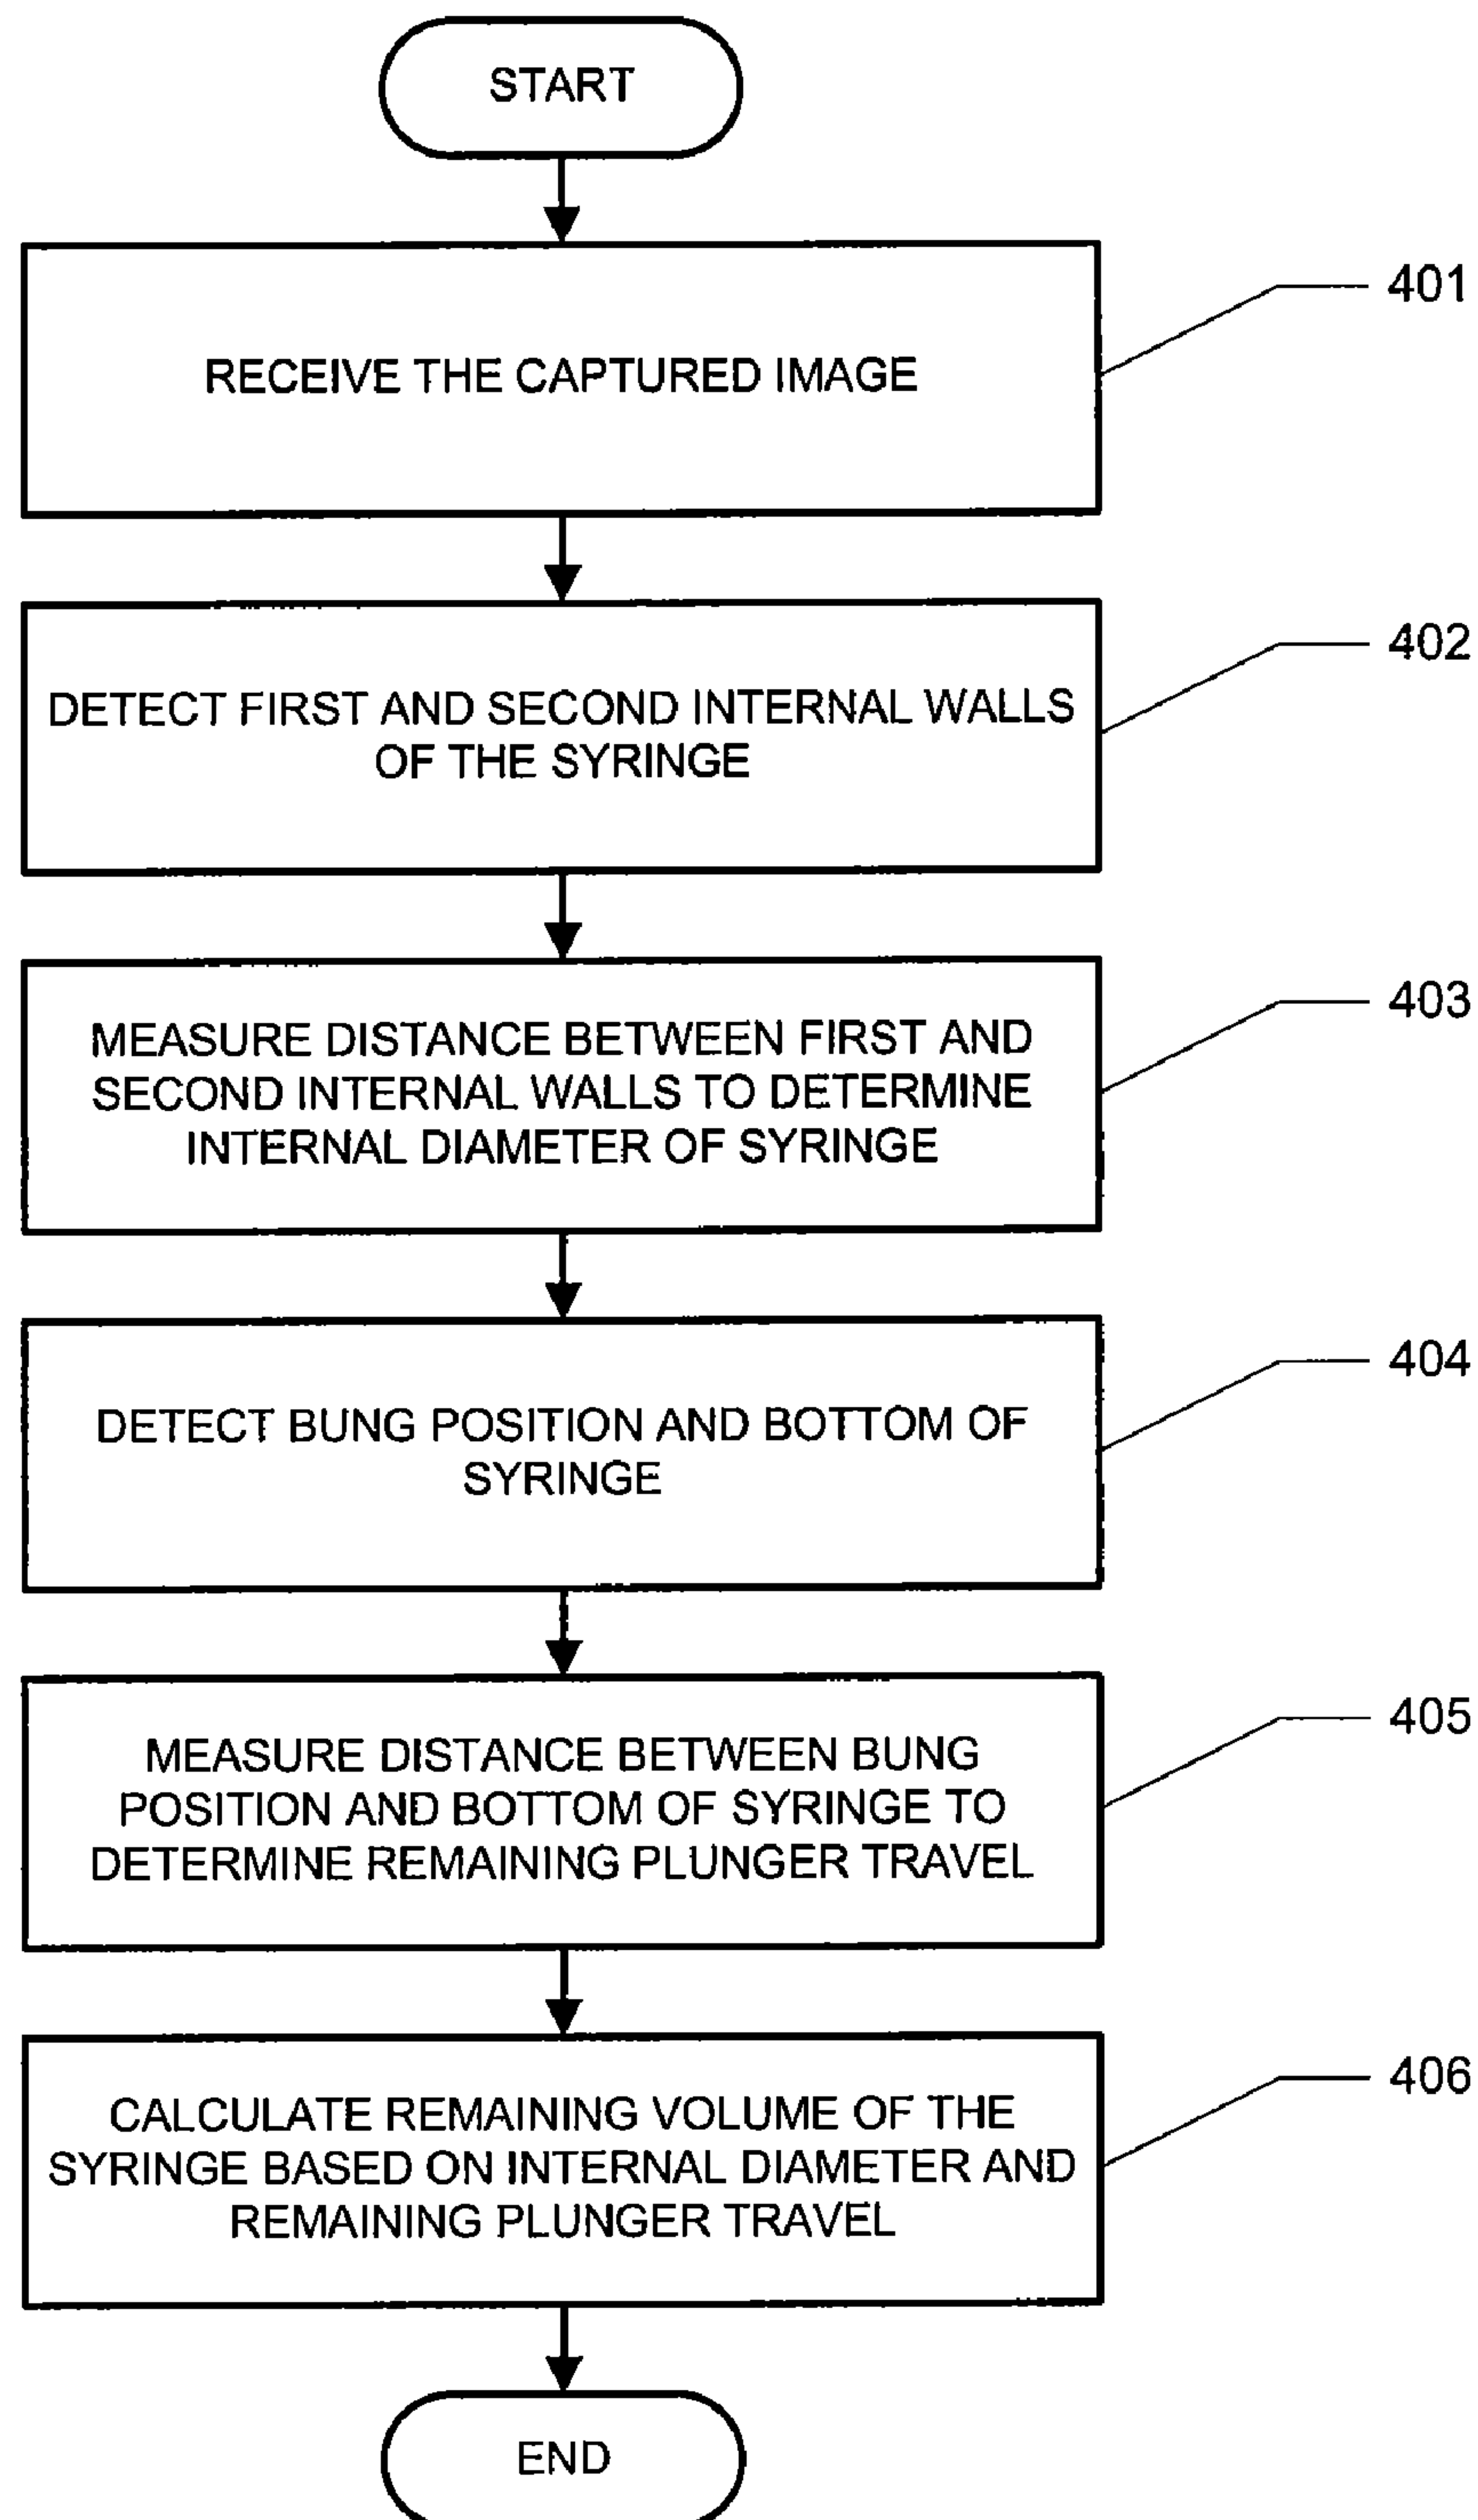 START
401
RECEIVE THE CAPTURED IMAGE
402
DETECT FIRST AND SECOND INTERNAL WALLS
OF THE SYRINGE
403
MEASURE DISTANCE BETWEEN FIRST AND
SECOND INTERNAL WALLS TO DETERMINE
INTERNAL DIAMETER OF SYRINGE
404
DETECT BUNG POSITION AND BOTTOM OF
SYRINGE
405
MEASURE DISTANCE BETWEEN BUNG
POSITION AND BOTTOM OF SYRINGE TO
DETERMINE REMAINING PLUNGER TRAVEL
406
CALCULATE REMAINING VOLUME OF THE
SYRINGE BASED ON INTERNAL DIAMETER AND
REMAINING PLUNGER TRAVEL
END